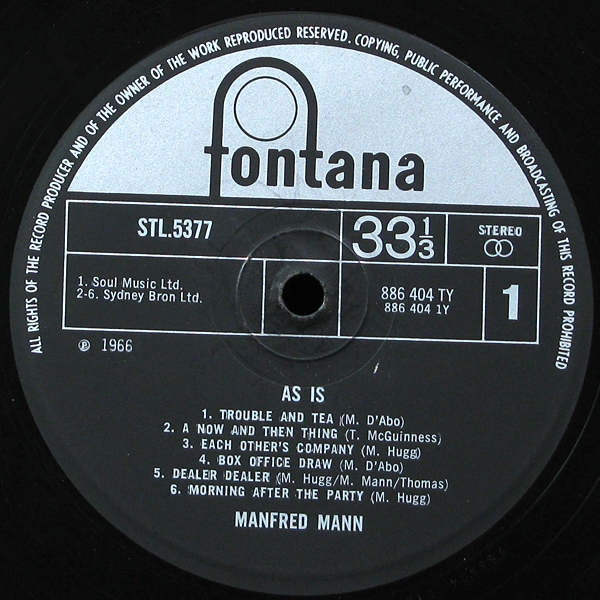 ALL RIGHTS OF THE RECORD PRODUCER AND OF THE OWNER OF THE WORK REPRODUCED RESERVED. COPYING, PUBLIC PERFORMANCE AND BROADCASTING OF THIS RECORD PROHIBITED
fontana
STL.5377
33 1/3
STEREO
1. Soul Music Ltd.
2-6. Sydney Bron Ltd.
886 404 TY
886 404 1Y
1
Ⓟ 1966
AS IS
1. TROUBLE AND TEA (M. D'Abo)
2. A NOW AND THEN THING (T. McGuinness)
3. EACH OTHER'S COMPANY (M. Hugg)
4. BOX OFFICE DRAW (M. D'Abo)
5. DEALER DEALER (M. Hugg/M. Mann/Thomas)
6. MORNING AFTER THE PARTY (M. Hugg)
MANFRED MANN